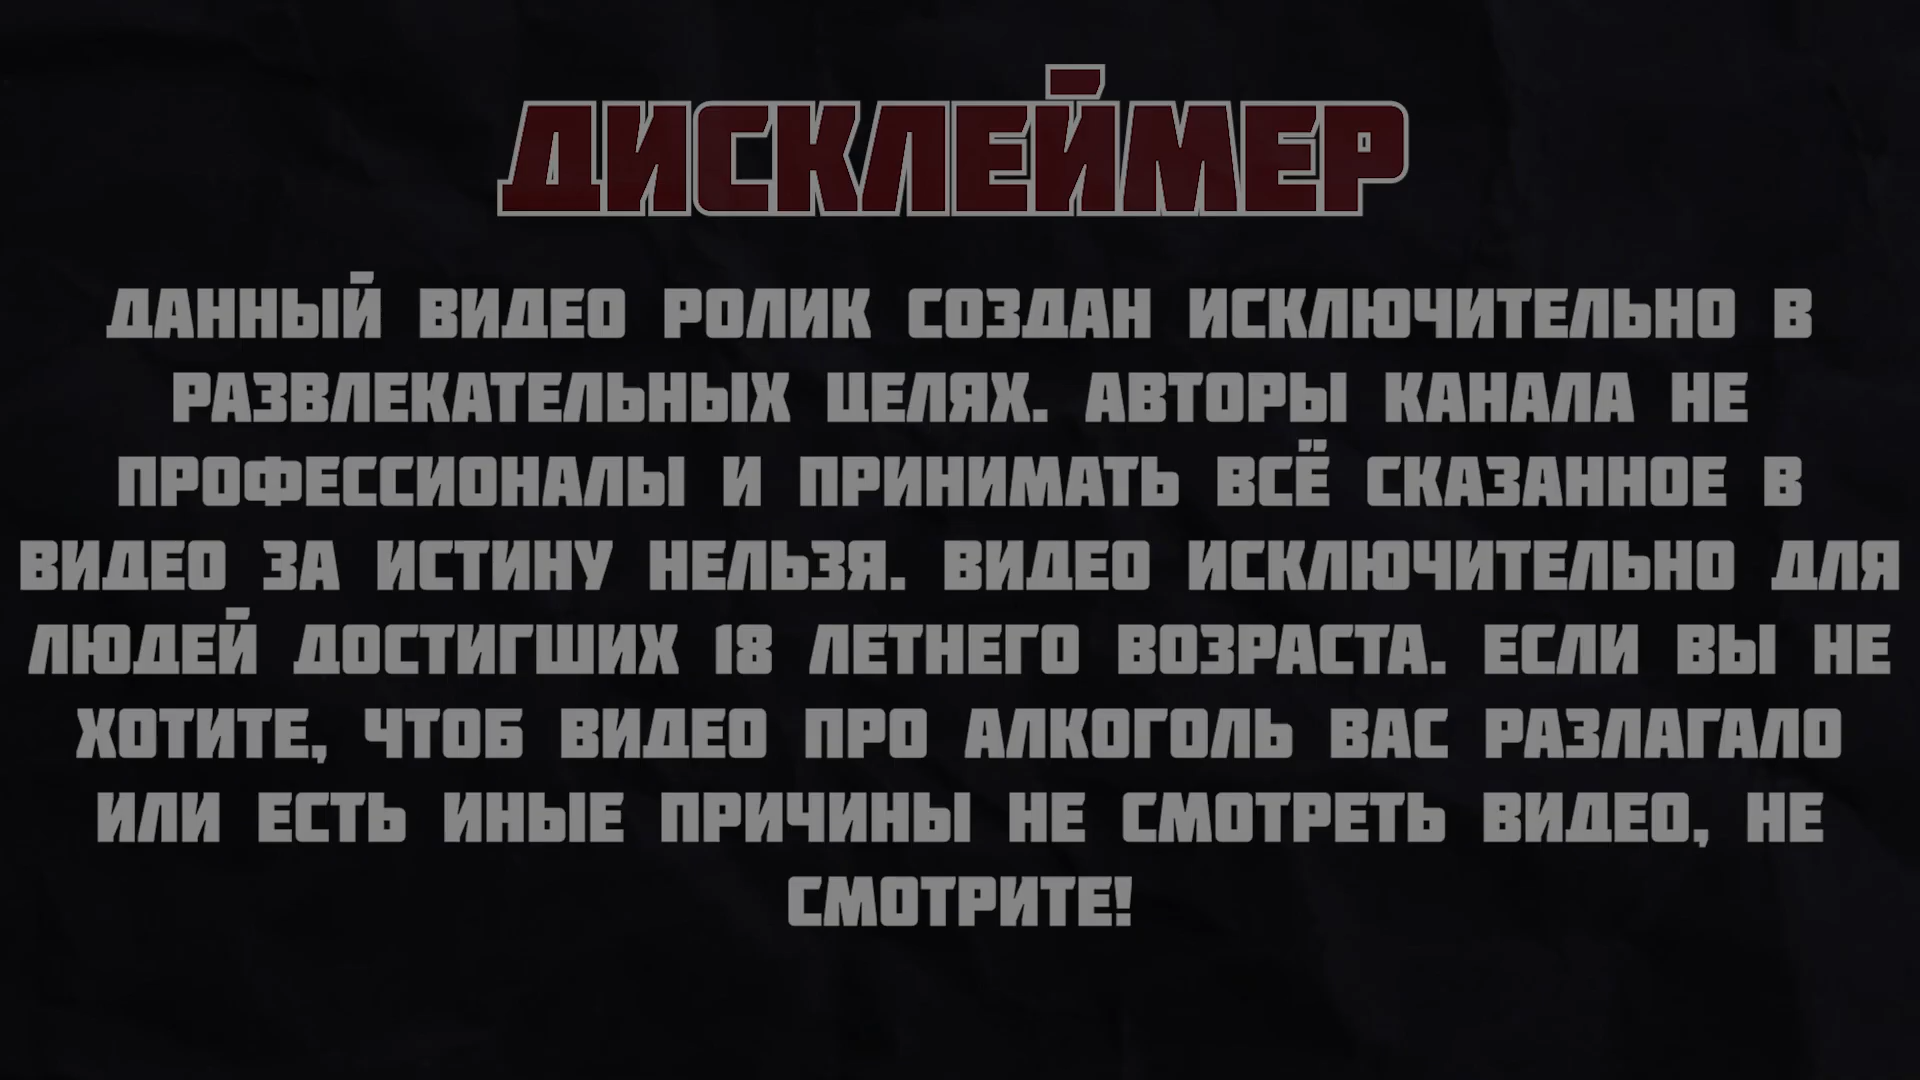 ДИСКЛЕЙМЕР
ДАННЫЙ ВИДЕО РОЛИК СОЗДАН ИСКЛЮЧИТЕЛЬНО В
РАЗВЛЕКАТЕЛЬНЫХ ЦЕЛЯХ. АВТОРЫ КАНАЛА НЕ
ПРОФЕССИОНАЛЫ И ПРИНИМАТЬ ВСЁ СКАЗАННОЕ В
ВИДЕО ЗА ИСТИНУ НЕЛЬЗЯ. ВИДЕО ИСКЛЮЧИТЕЛЬНО ДЛЯ
ЛЮДЕЙ ДОСТИГШИХ 18 ЛЕТНЕГО ВОЗРАСТА. ЕСЛИ ВЫ НЕ
ХОТИТЕ, ЧТОБ ВИДЕО ПРО АЛКОГОЛЬ ВАС РАЗЛАГАЛО
ИЛИ ЕСТЬ ИНЫЕ ПРИЧИНЫ НЕ СМОТРЕТЬ ВИДЕО, НЕ
СМОТРИТЕ!